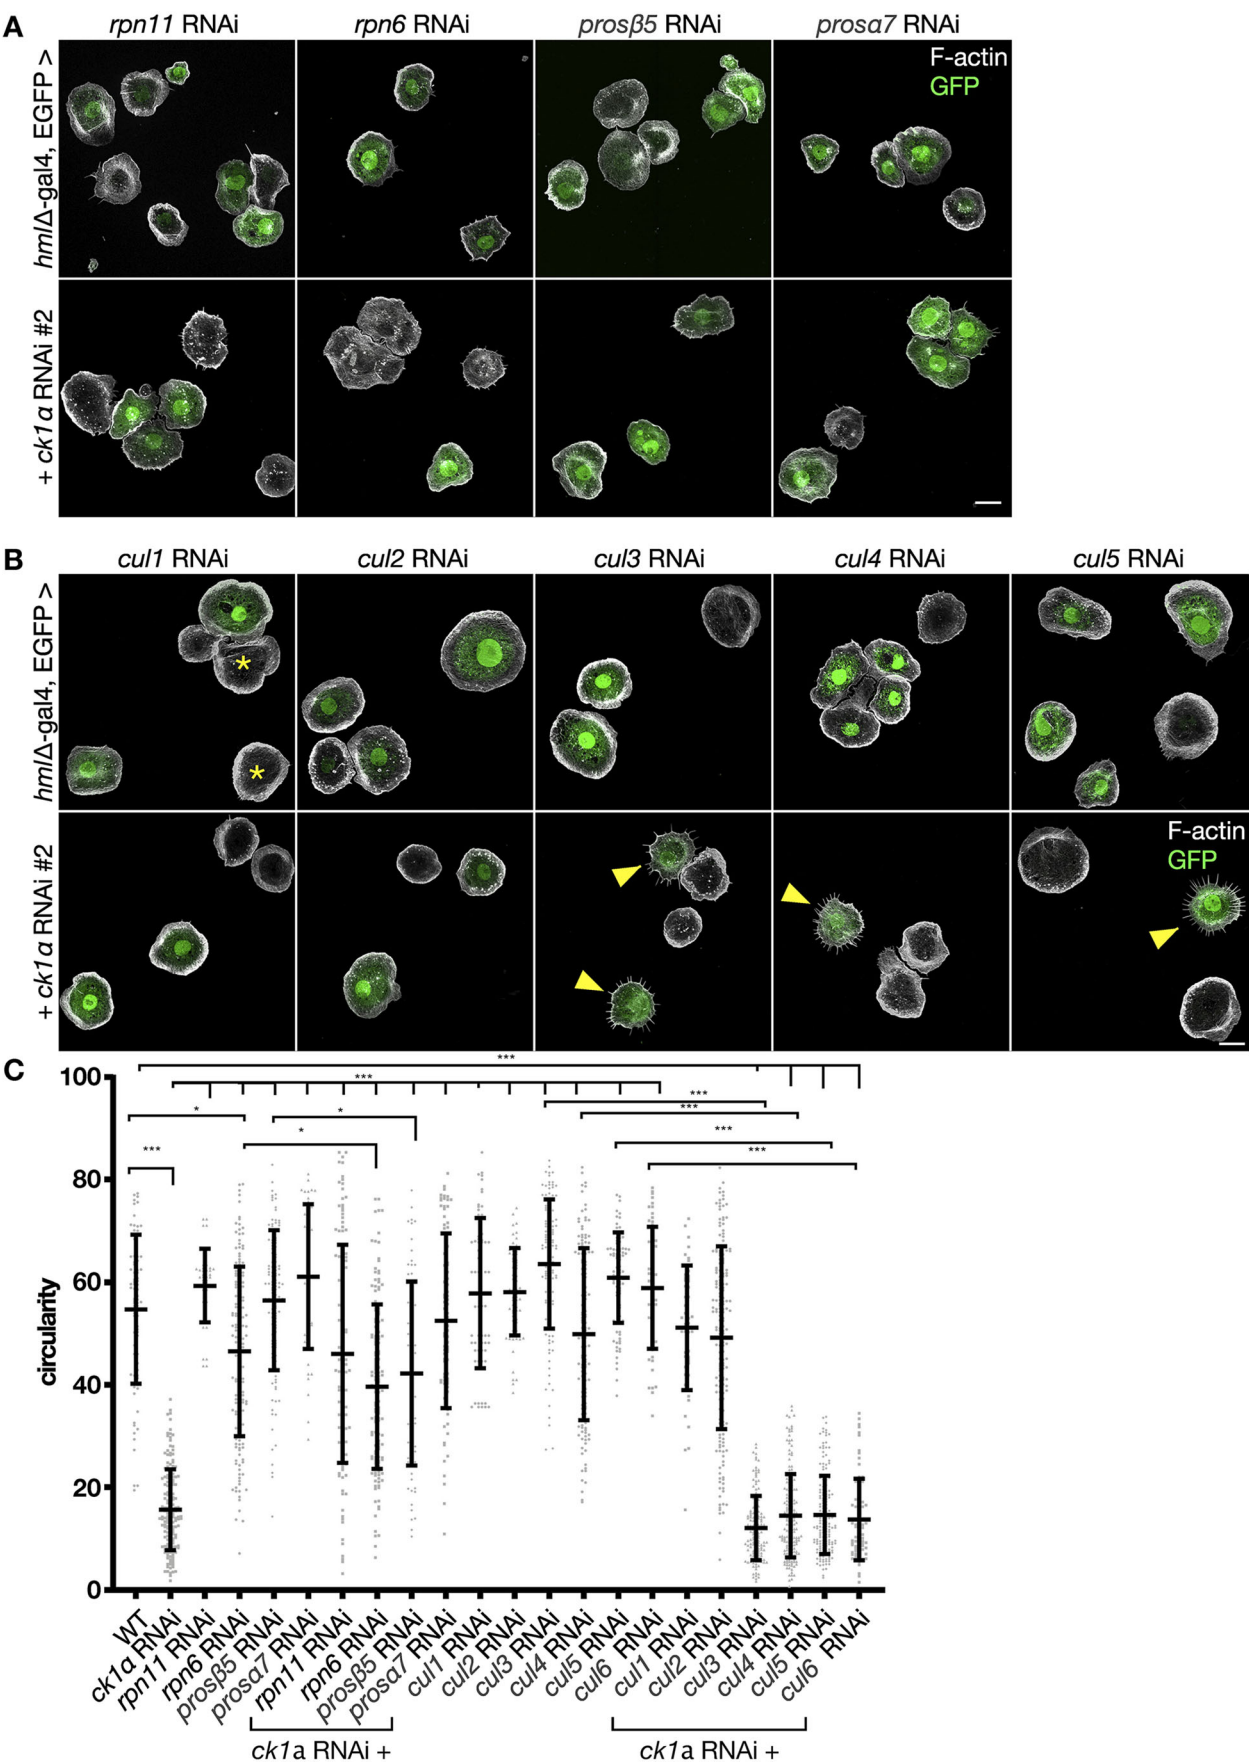 A
rpn11 RNAi
rpn6 RNAi
prosβ5 RNAi
prosα7 RNAi
hmlΔ-gal4, EGFP >
F-actin
GFP
+ ck1α RNAi #2
B
cul1 RNAi
cul2 RNAi
cul3 RNAi
cul4 RNAi
cul5 RNAi
hmlΔ-gal4, EGFP >
*
*
+ ck1α RNAi #2
F-actin
GFP
C
***
***
***
***
*
*
***
*
***
***
100
80
60
40
20
0
circularity
WT
ck1α RNAi
rpn11 RNAi
rpn6 RNAi
prosβ5 RNAi
prosα7 RNAi
rpn11 RNAi
rpn6 RNAi
prosβ5 RNAi
prosα7 RNAi
cul1 RNAi
cul2 RNAi
cul3 RNAi
cul4 RNAi
cul5 RNAi
cul6 RNAi
cul1 RNAi
cul2 RNAi
cul3 RNAi
cul4 RNAi
cul5 RNAi
cul6 RNAi
ck1a RNAi +
ck1a RNAi +